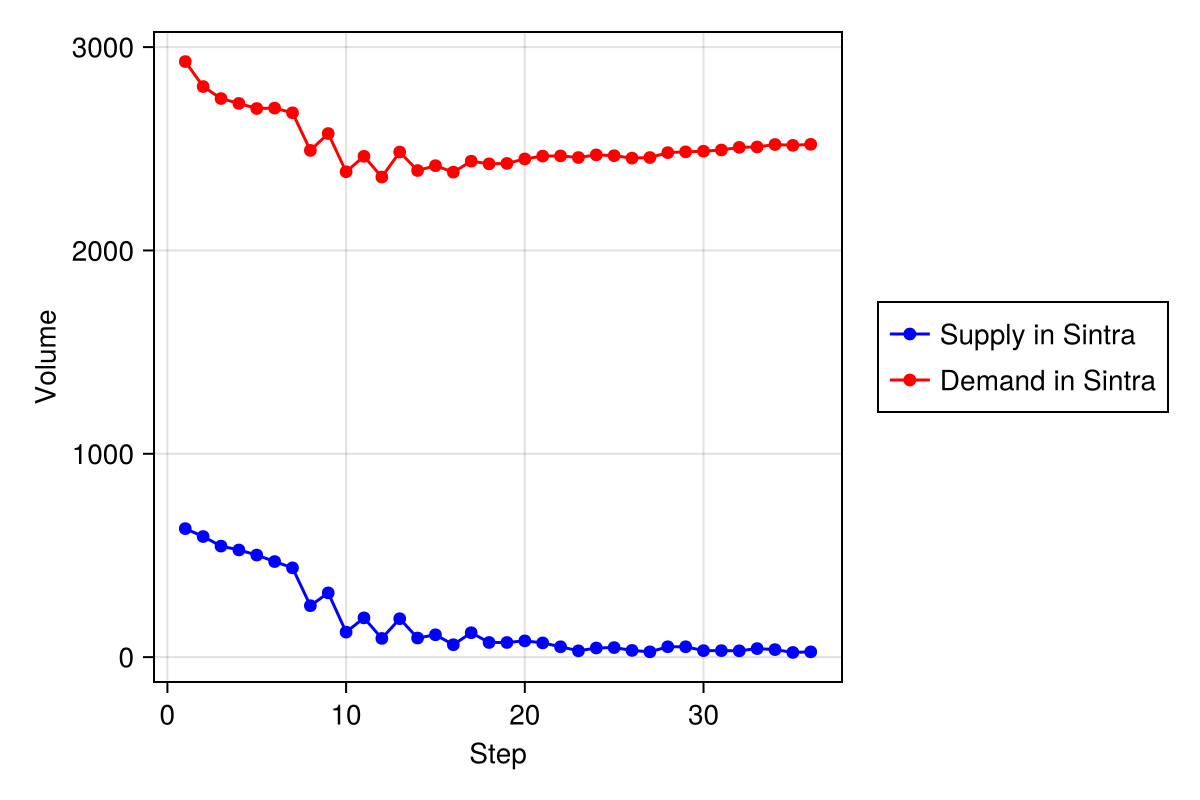 3000
2000
1000
0
Volume
0 10 20 30
Step
Supply in Sintra
Demand in Sintra